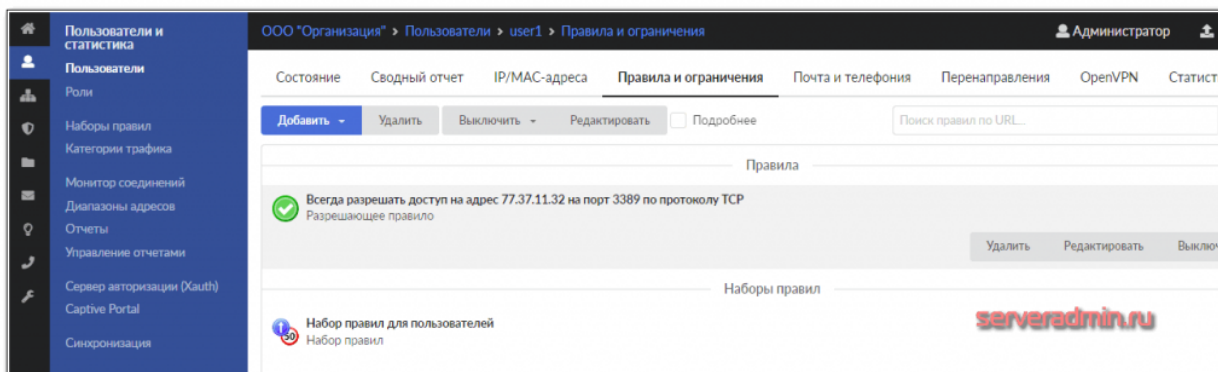 Пользователи и
статистика
Пользователи
Роли
Наборы правил
Категории трафика
Монитор соединений
Диапазоны адресов
Отчеты
Управление отчетами
Сервер авторизации (Xauth)
Captive Portal
Синхронизация
ООО "Организация" > Пользователи > user1 > Правила и ограничения
Администратор
Состояние Сводный отчет IP/MAC-адреса Правила и ограничения Почта и телефония Перенаправления OpenVPN Статист
Добавить Удалить Выключить Редактировать Подробнее Поиск правил по URL...
Правила
Всегда разрешать доступ на адрес 77.37.11.32 на порт 3389 по протоколу TCP
Разрешающее правило
Удалить Редактировать Выключ
Наборы правил
50
Набор правил для пользователей
Набор правил
serveradmin.ru